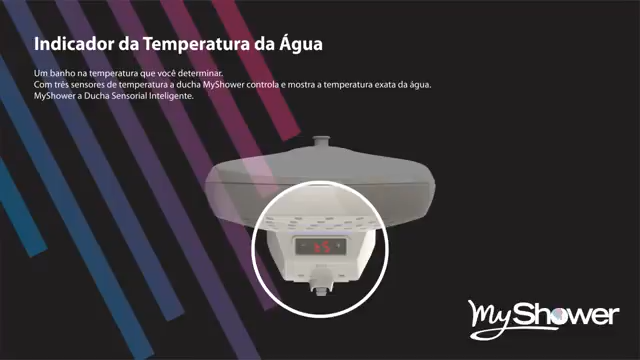 Indicador da Temperatura da Água
Um banho na temperatura que você determinar.
Com três sensores de temperatura a ducha MyShower controla e mostra a temperatura exata da água.
MyShower a Ducha Sensorial Inteligente.
MyShower